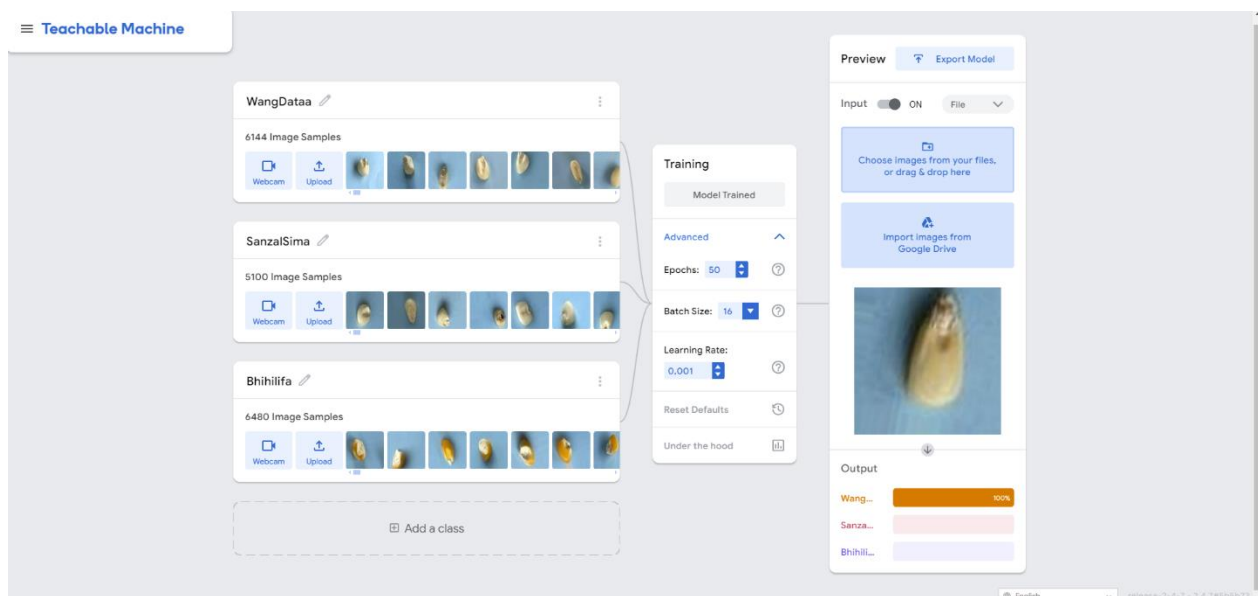 Teachable Machine
WangDataa
6144 Image Samples
Webcam
Upload
SanzalSima
5100 Image Samples
Webcam
Upload
Bhihilifa
6480 Image Samples
Webcam
Upload
Add a class
Training
Model Trained
Advanced
Epochs: 50
Batch Size: 16
Learning Rate:
0,001
Reset Defaults
Under the hood
Preview
Export Model
Input ON File
Choose images from your files,
or drag & drop here
Import images from
Google Drive
Output
Wang... 100%
Sanza...
Bhihili...
English